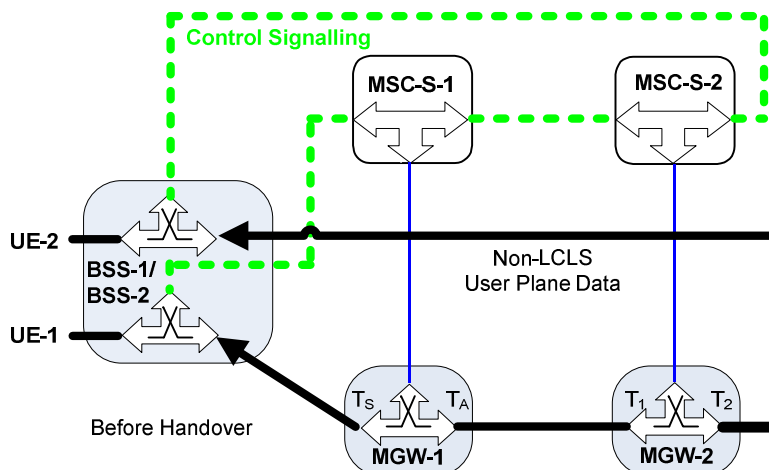 Control Signalling
MSC-S-1
MSC-S-2
UE-2
BSS-1/
BSS-2
Non-LCLS
User Plane Data
UE-1
Before Handover
TS
TA
T1
T2
MGW-1
MGW-2